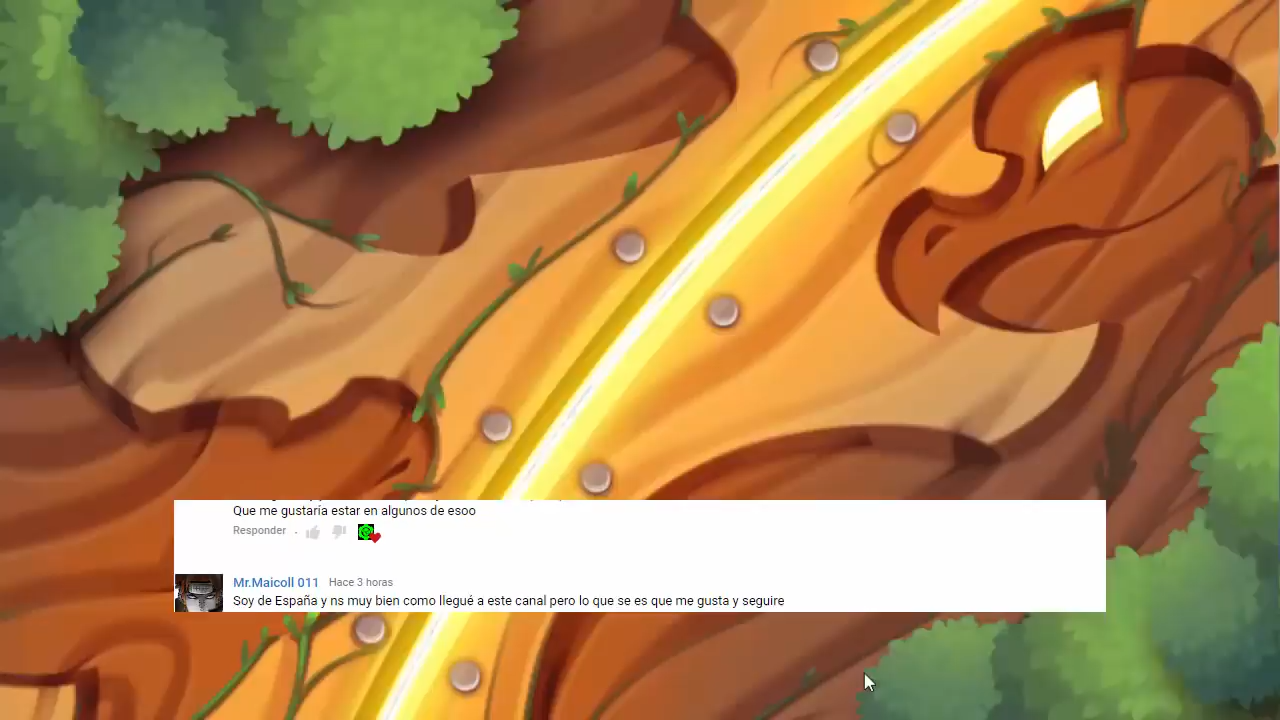 Que me gustaría estar en algunos de esoo
Responder .
Mr.Maicoll 011 Hace 3 horas
Soy de España y ns muy bien como llegué a este canal pero lo que se es que me gusta y seguire